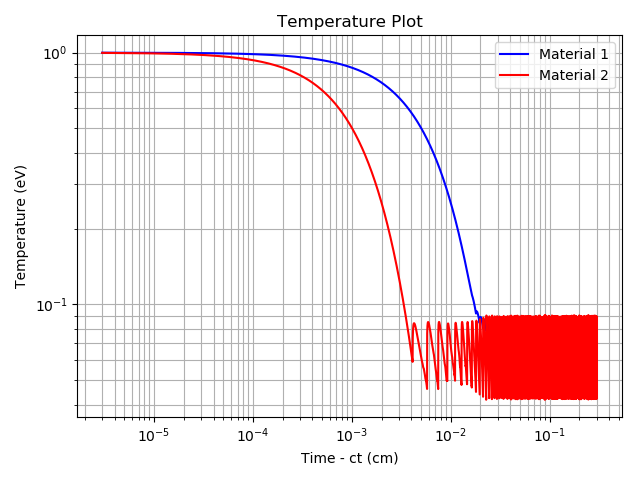 Temperature Plot
Material 1
Material 2
Temperature (eV)
10⁰
10⁻¹
10⁻⁵
10⁻⁴
10⁻³
10⁻²
10⁻¹
Time - ct (cm)